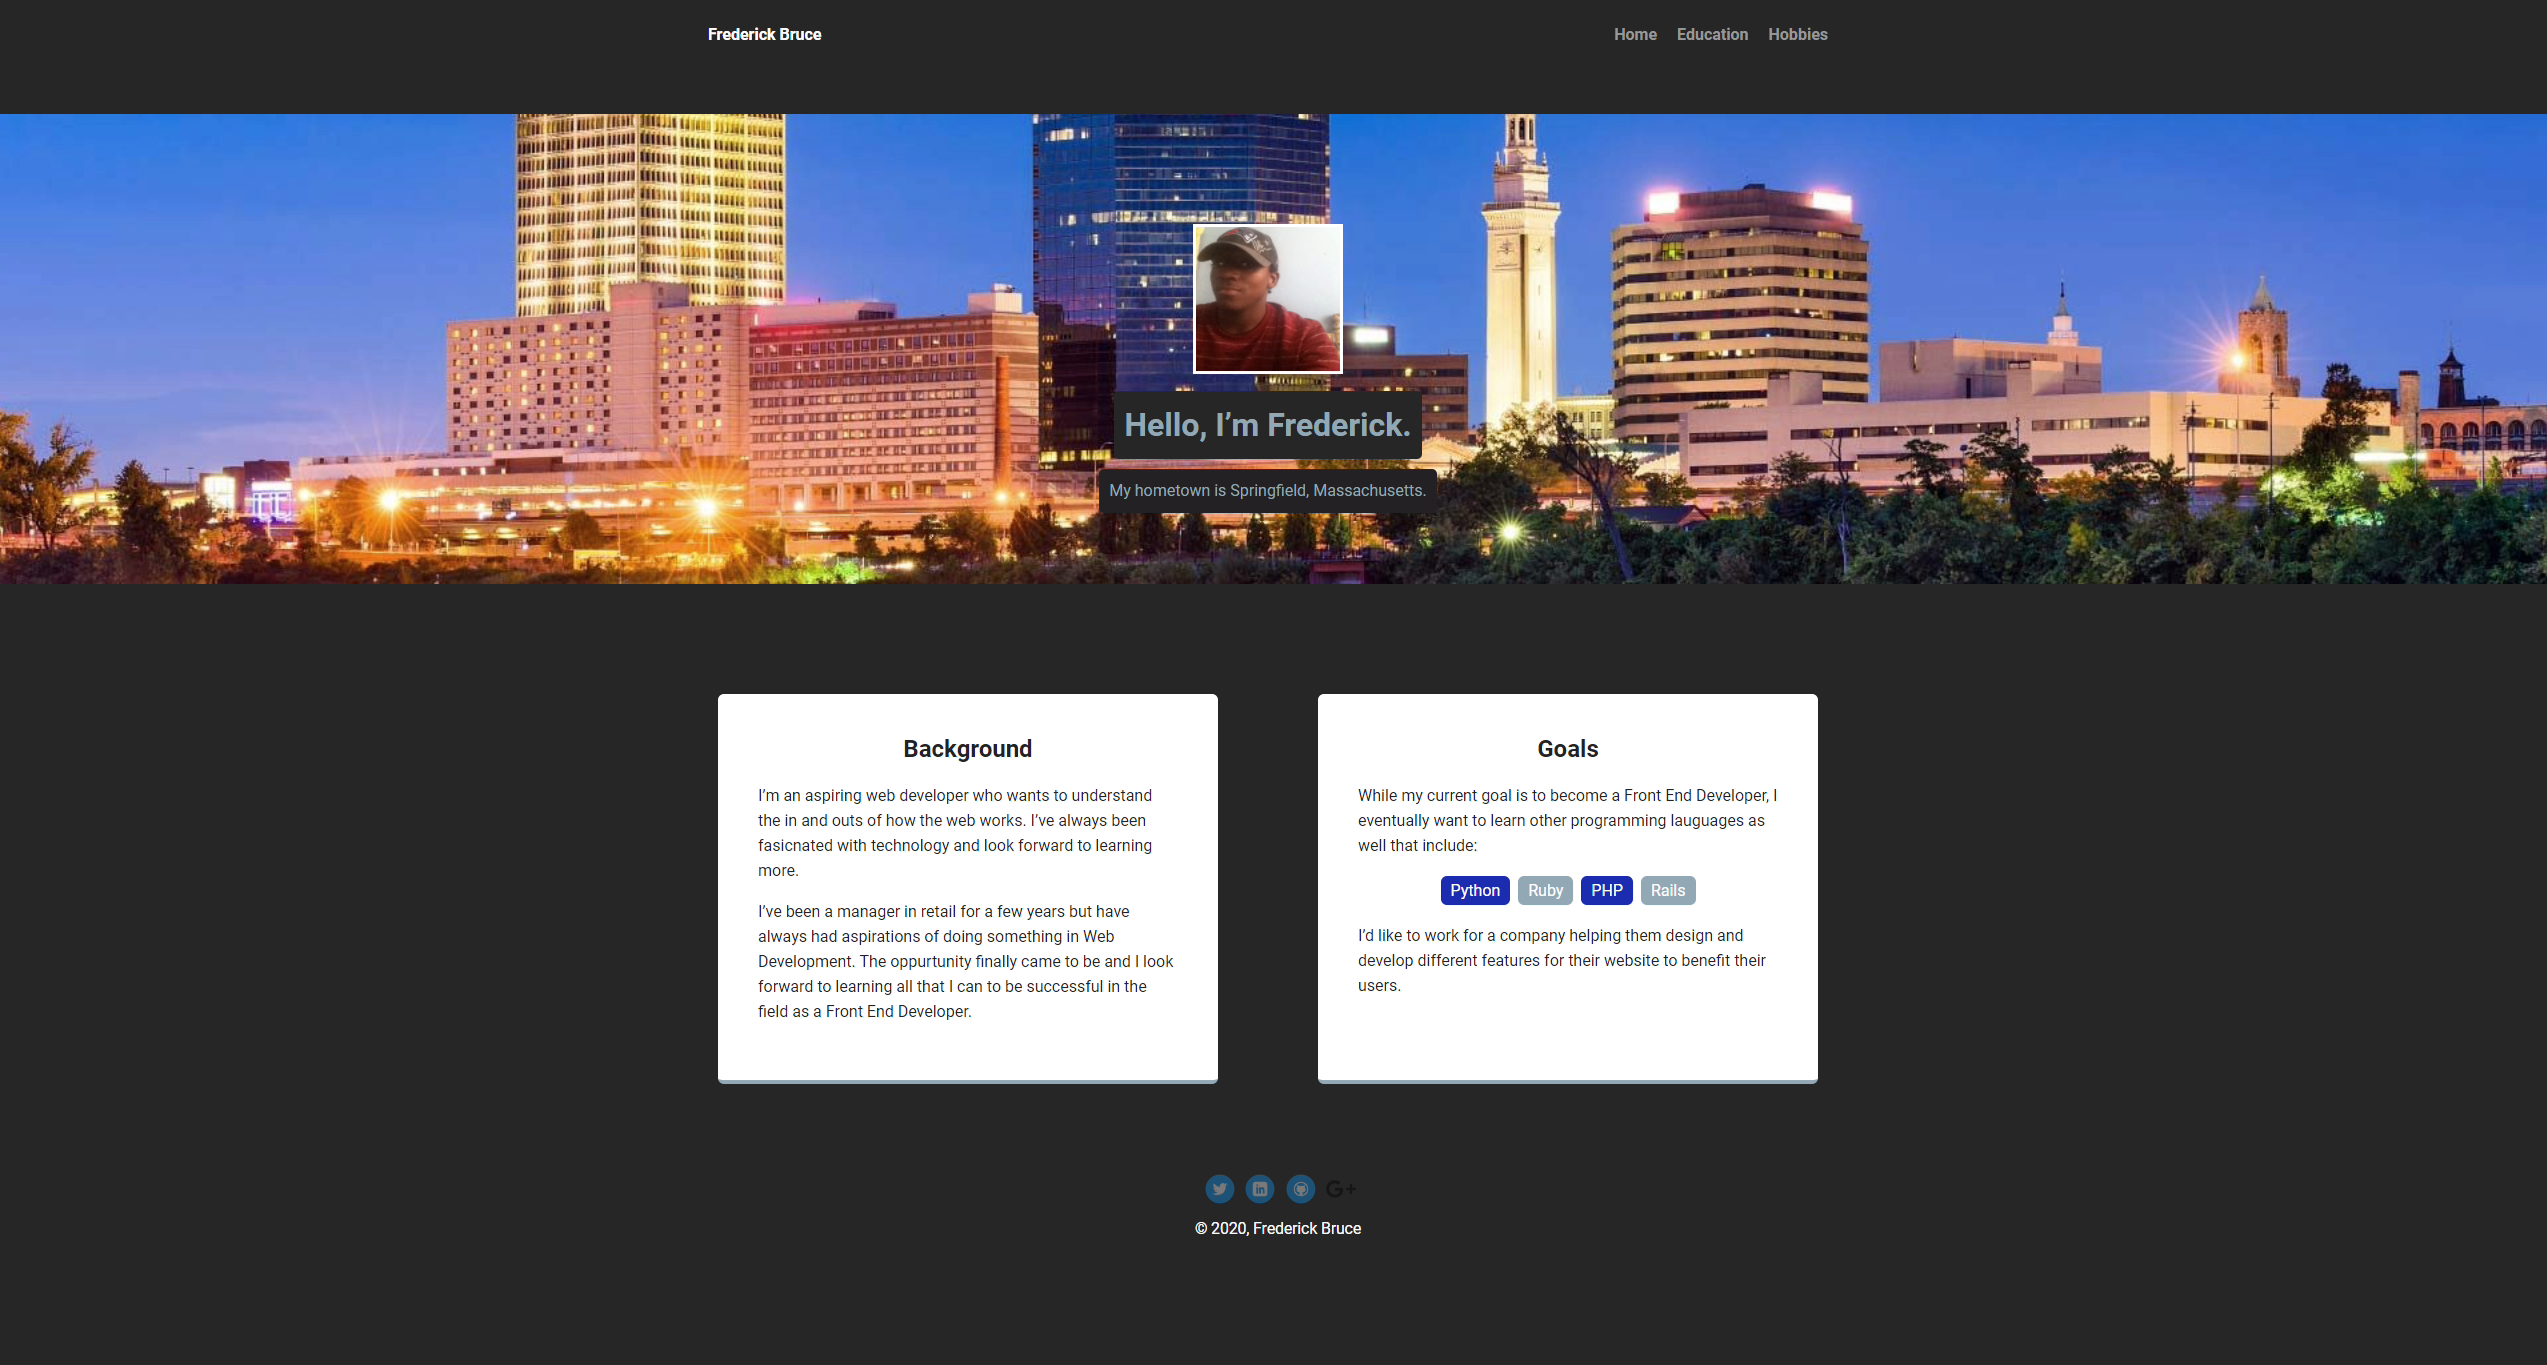 Frederick Bruce
Home Education Hobbies
Hello, I’m Frederick.
My hometown is Springfield, Massachusetts.
Background
I’m an aspiring web developer who wants to understand
the in and outs of how the web works. I’ve always been
fasicnated with technology and look forward to learning
more.
I’ve been a manager in retail for a few years but have
always had aspirations of doing something in Web
Development. The oppurtunity finally came to be and I look
forward to learning all that I can to be successful in the
field as a Front End Developer.
Goals
While my current goal is to become a Front End Developer, I
eventually want to learn other programming lauguages as
well that include:
Python Ruby PHP Rails
I’d like to work for a company helping them design and
develop different features for their website to benefit their
users.
in G+
© 2020, Frederick Bruce